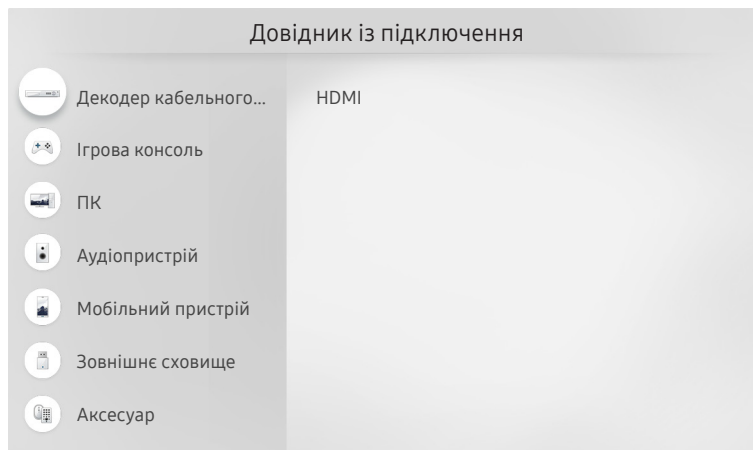 Довідник із підключення
Декодер кабельного...
HDMI
Ігрова консоль
ПК
Аудіопристрій
Мобільний пристрій
Зовнішнє сховище
Аксесуар